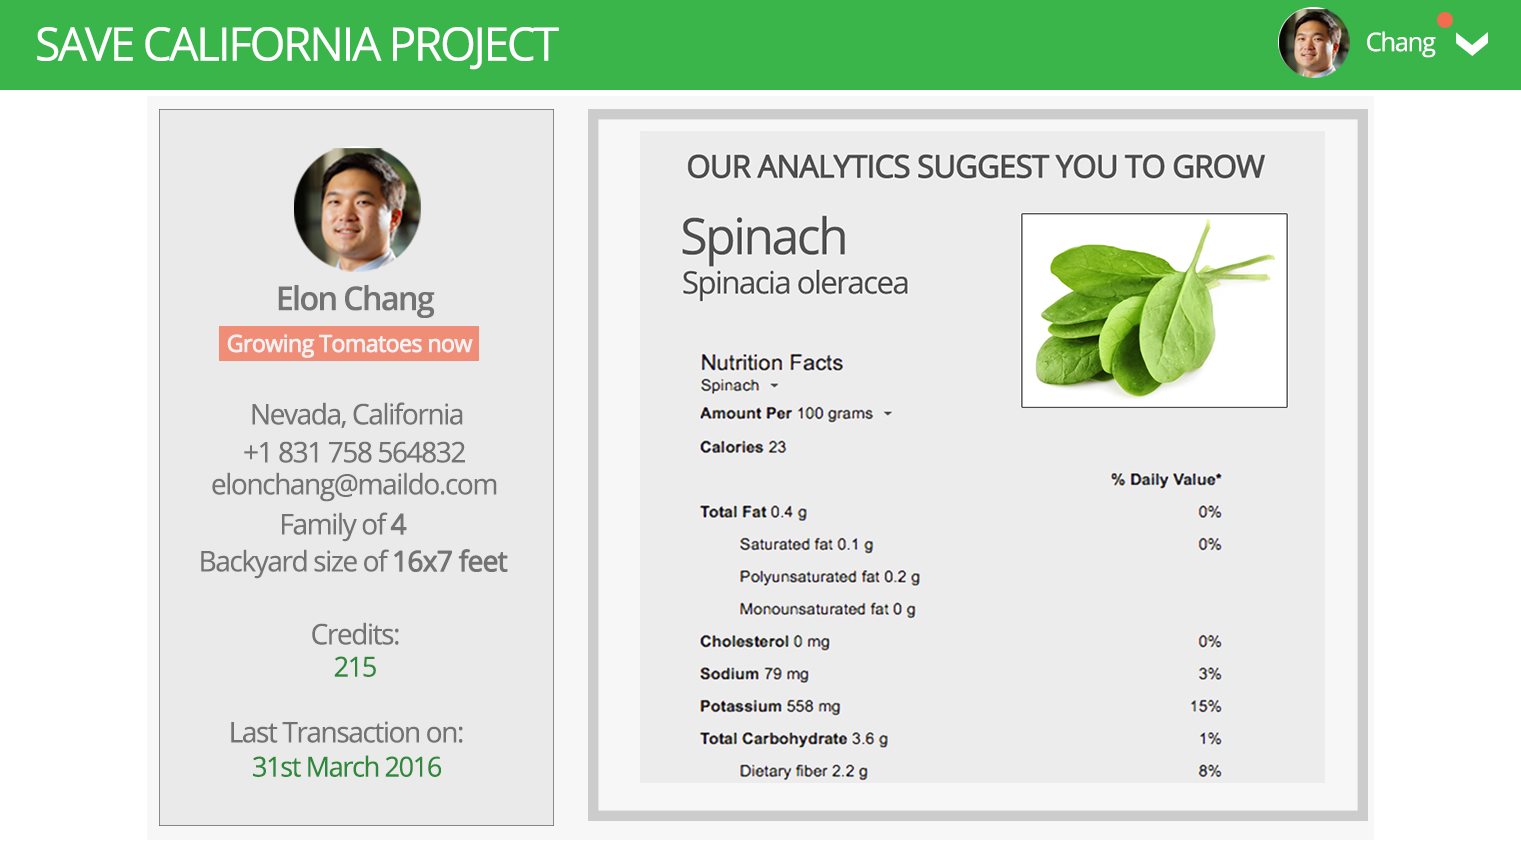 SAVE CALIFORNIA PROJECT
Chang
Elon Chang
Growing Tomatoes now
Nevada, California
+1 831 758 564832
elonchang@maildo.com
Family of 4
Backyard size of 16x7 feet
Credits:
215
Last Transaction on:
31st March 2016
OUR ANALYTICS SUGGEST YOU TO GROW
Spinach
Spinacia oleracea
Nutrition Facts
Spinach
Amount Per 100 grams
Calories 23
% Daily Value*
Total Fat 0.4 g 0%
Saturated fat 0.1 g 0%
Polyunsaturated fat 0.2 g
Monounsaturated fat 0 g
Cholesterol 0 mg 0%
Sodium 79 mg 3%
Potassium 558 mg 15%
Total Carbohydrate 3.6 g 1%
Dietary fiber 2.2 g 8%